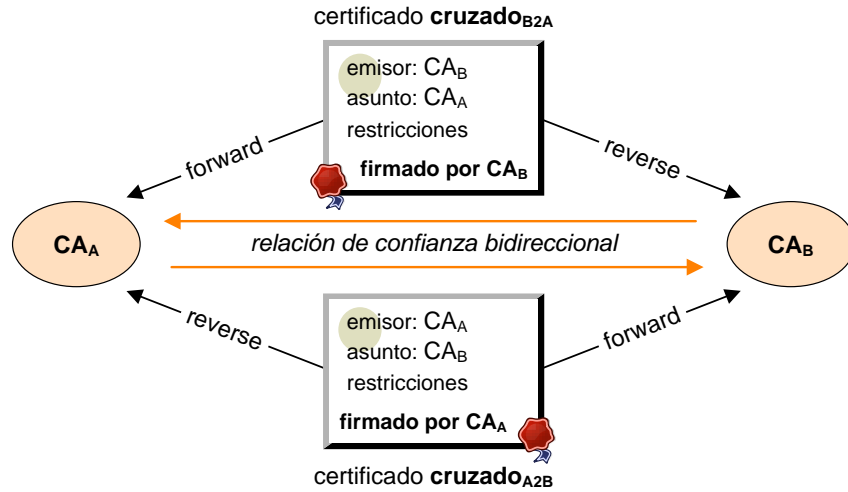 certificado cruzadoB2A
emisor: CAB
asunto: CAA
restricciones
firmado por CAB
forward
reverse
CAA
relación de confianza bidireccional
CAB
reverse
forward
emisor: CAA
asunto: CAB
restricciones
firmado por CAA
certificado cruzadoA2B